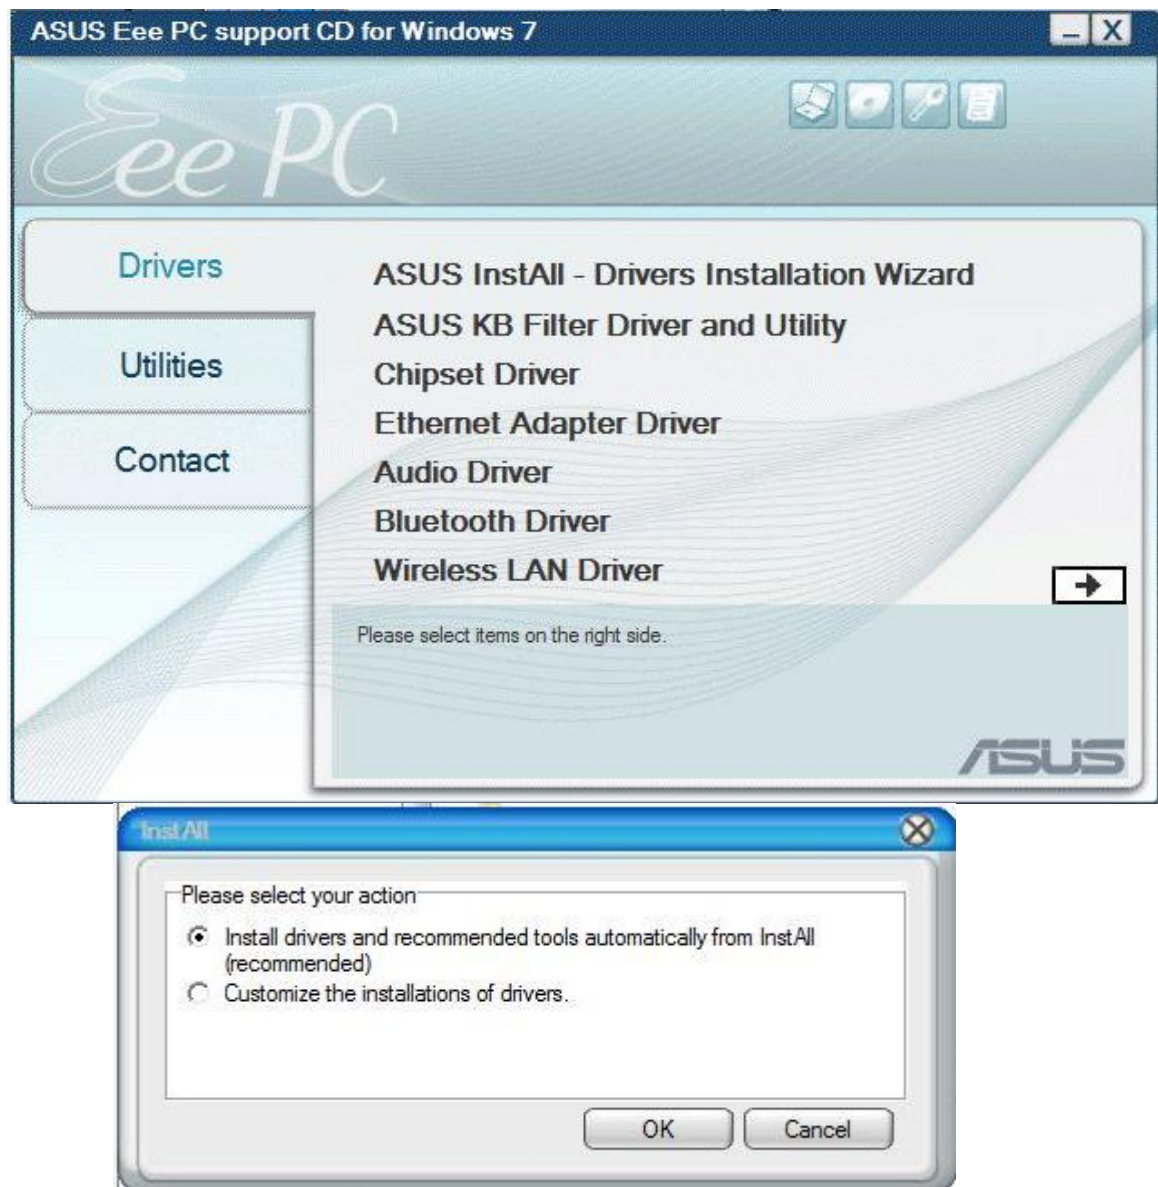 ASUS Eee PC support CD for Windows 7
Eee PC
Drivers
Utilities
Contact
ASUS InstAll - Drivers Installation Wizard
ASUS KB Filter Driver and Utility
Chipset Driver
Ethernet Adapter Driver
Audio Driver
Bluetooth Driver
Wireless LAN Driver
Please select items on the right side.
ASUS
InstAll
Please select your action
Install drivers and recommended tools automatically from InstAll
(recommended)
Customize the installations of drivers.
OK
Cancel